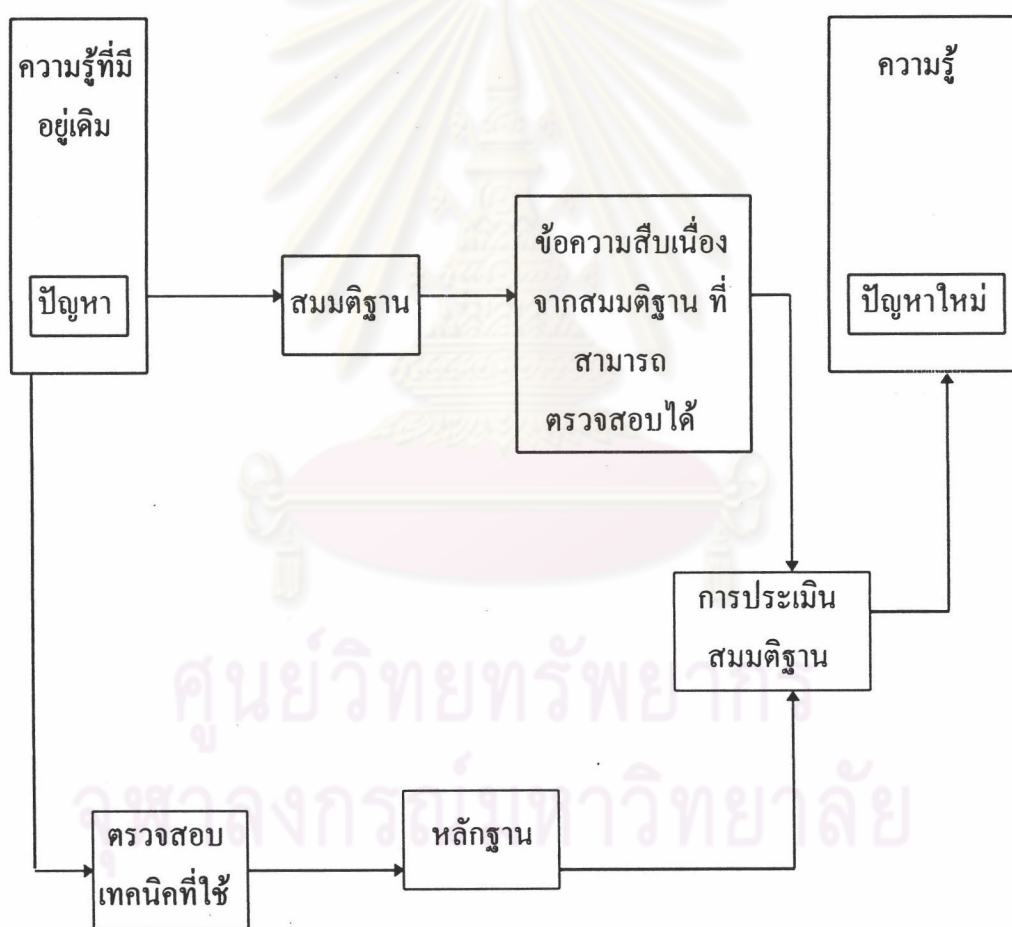 ความรู้ที่มี
อยู่เดิม
ปัญหา
สมมติฐาน
ข้อความสืบเนื่อง
จากสมมติฐาน ที่
สามารถ
ตรวจสอบได้
ความรู้
ปัญหาใหม่
การประเมิน
สมมติฐาน
ตรวจสอบ
เทคนิคที่ใช้
หลักฐาน
ศูนย์วิทยทรัพยากร
จุฬาลงกรณ์มหาวิทยาลัย